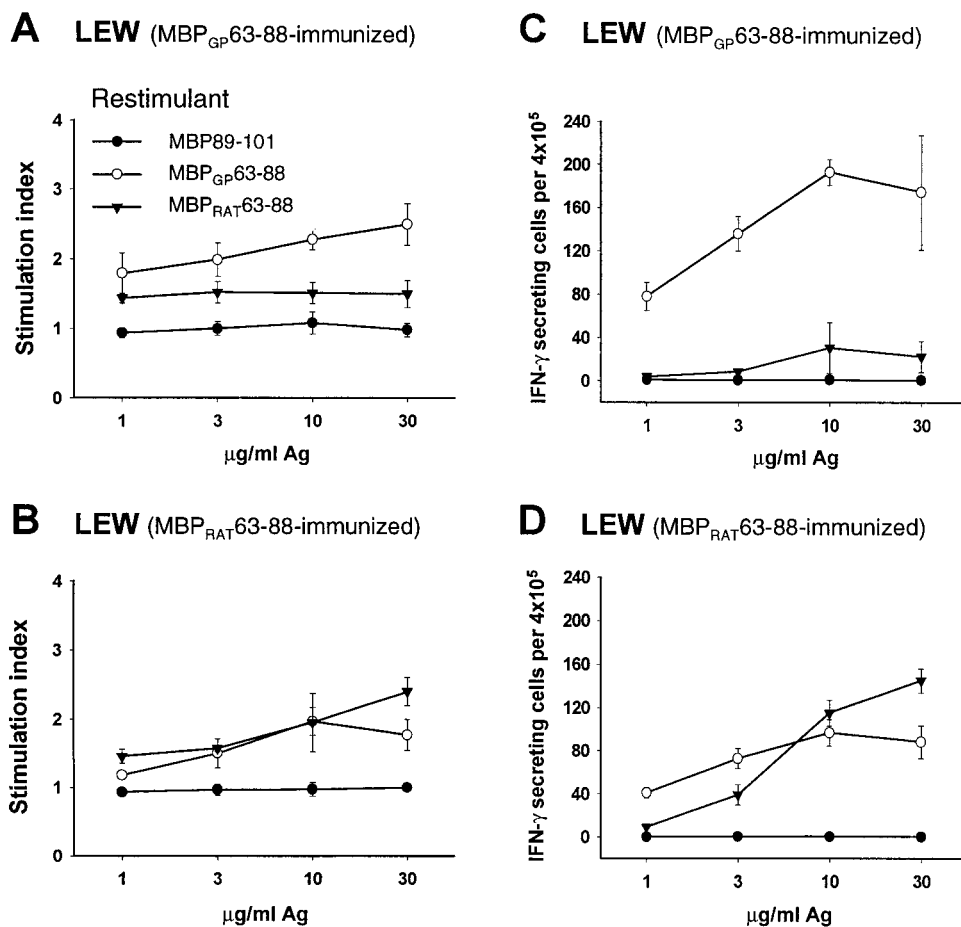 A LEW (MBPGP63-88-immunized)
Restimulant
MBP89-101
MBPGP63-88
MBPRAT63-88
Stimulation index
4
3
2
1
0
1 3 10 30
µg/ml Ag
C LEW (MBPGP63-88-immunized)
IFN-γ secreting cells per 4x10⁵
240
200
160
120
80
40
0
1 3 10 30
µg/ml Ag
B LEW (MBPRAT63-88-immunized)
Stimulation index
4
3
2
1
0
1 3 10 30
µg/ml Ag
D LEW (MBPRAT63-88-immunized)
IFN-γ secreting cells per 4x10⁵
240
200
160
120
80
40
0
1 3 10 30
µg/ml Ag